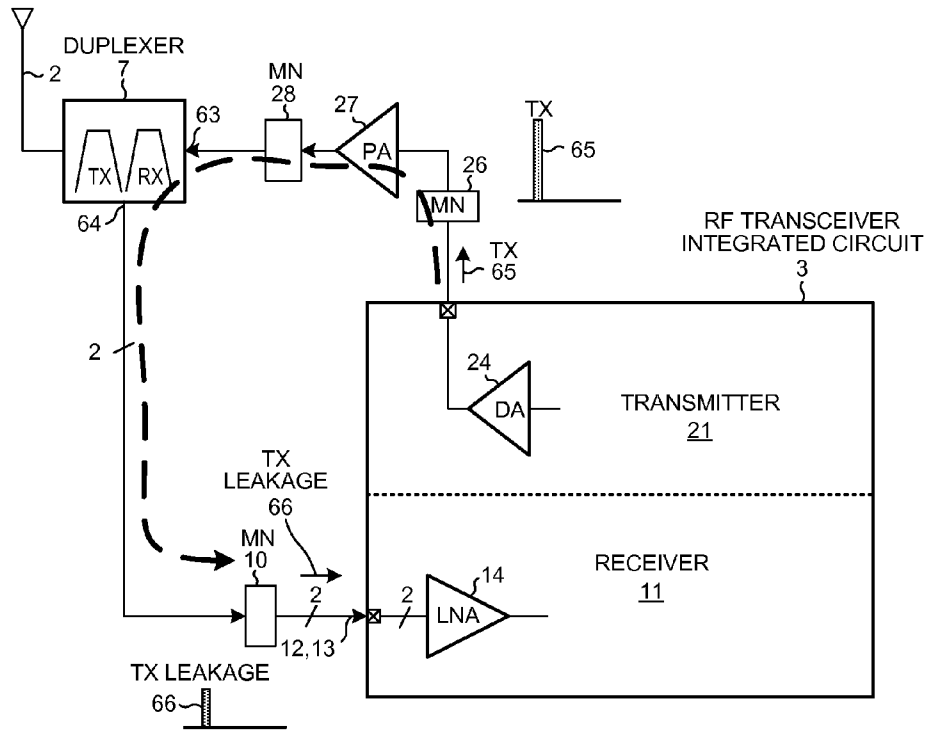 DUPLEXER
7
2
MN
28
63
27
PA
TX
65
TX
RX
26
MN
64
TX
65
RF TRANSCEIVER
INTEGRATED CIRCUIT
3
2
24
DA
TRANSMITTER
21
TX
LEAKAGE
66
MN
10
RECEIVER
11
14
2
2
LNA
12,13
TX LEAKAGE
66